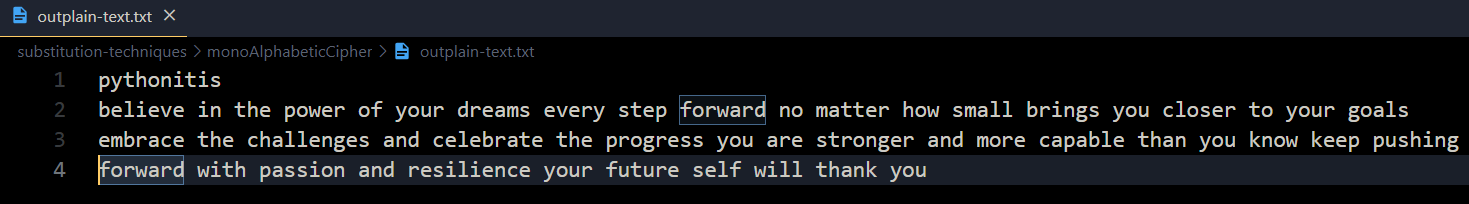 outplain-text.txt
substitution-techniques > monoAlphabeticCipher > outplain-text.txt
1 pythonitis
2 believe in the power of your dreams every step forward no matter how small brings you closer to your goals
3 embrace the challenges and celebrate the progress you are stronger and more capable than you know keep pushing
4 forward with passion and resilience your future self will thank you